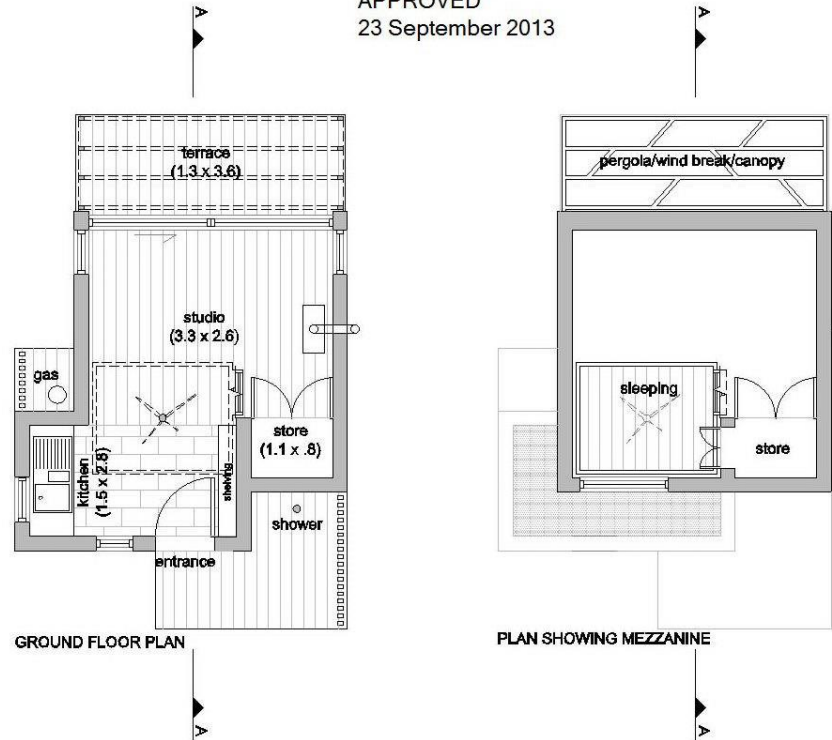 APPROVED
23 September 2013
A
A
terrace
(1.3 x 3.6)
pergola/wind break/canopy
studio
(3.3 x 2.6)
gas
sleeping
store
(1.1 x .8)
store
kitchen
(1.5 x 2.8)
shelving
shower
entrance
GROUND FLOOR PLAN
PLAN SHOWING MEZZANINE
A
A